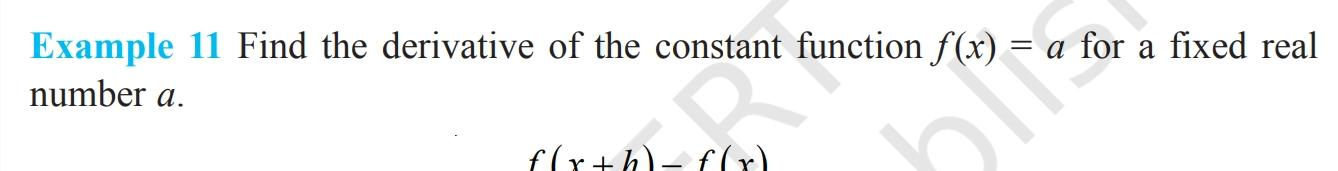 Example 11 Find the derivative of the constant function f(x) = a for a fixed real
number a.
f(x+h)– f(x)